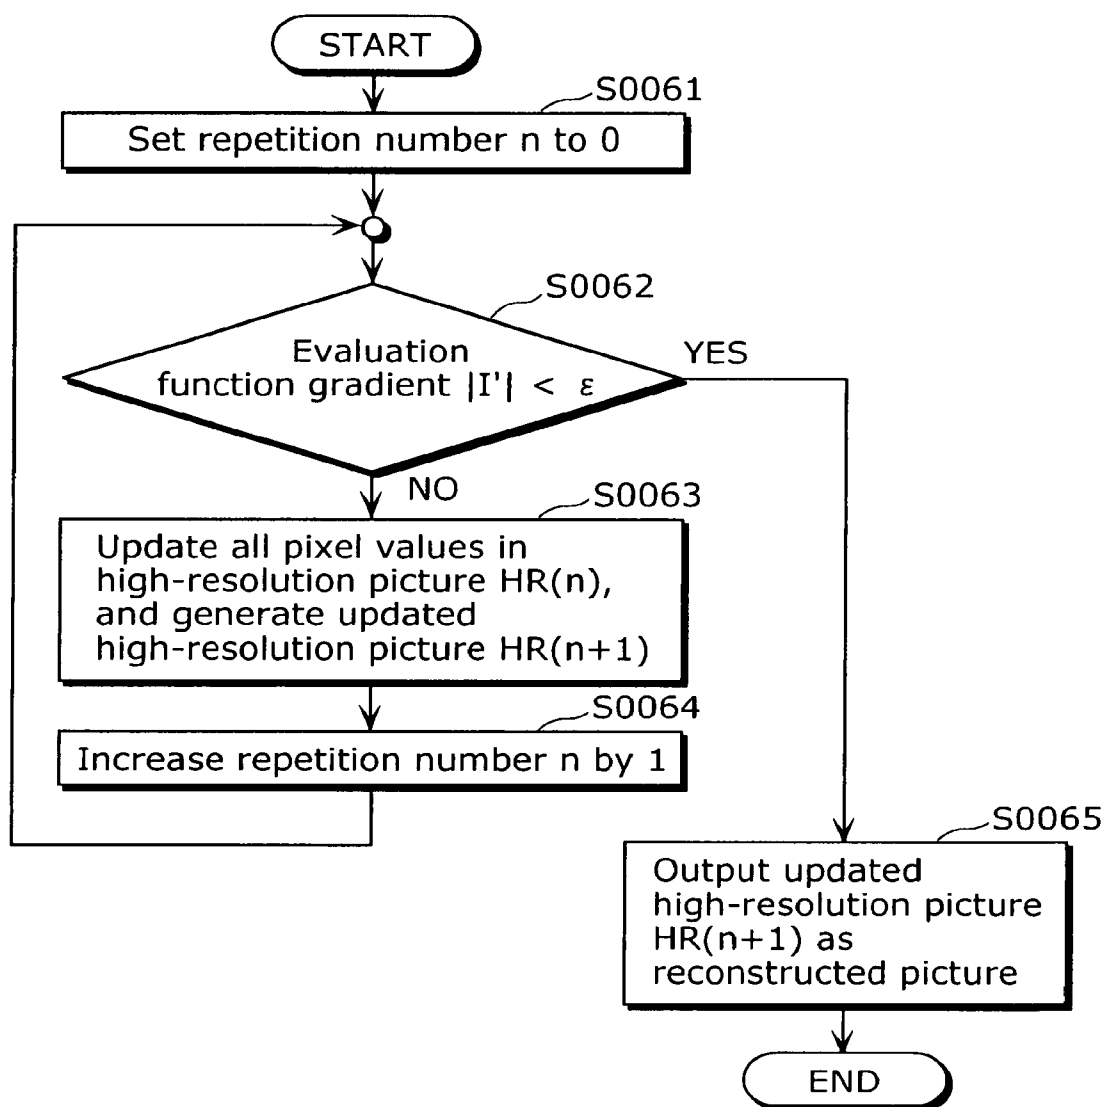 START
S0061
Set repetition number n to 0
S0062
Evaluation
function gradient |I'| < ε
YES
NO
S0063
Update all pixel values in
high-resolution picture HR(n),
and generate updated
high-resolution picture HR(n+1)
S0064
Increase repetition number n by 1
S0065
Output updated
high-resolution picture
HR(n+1) as
reconstructed picture
END